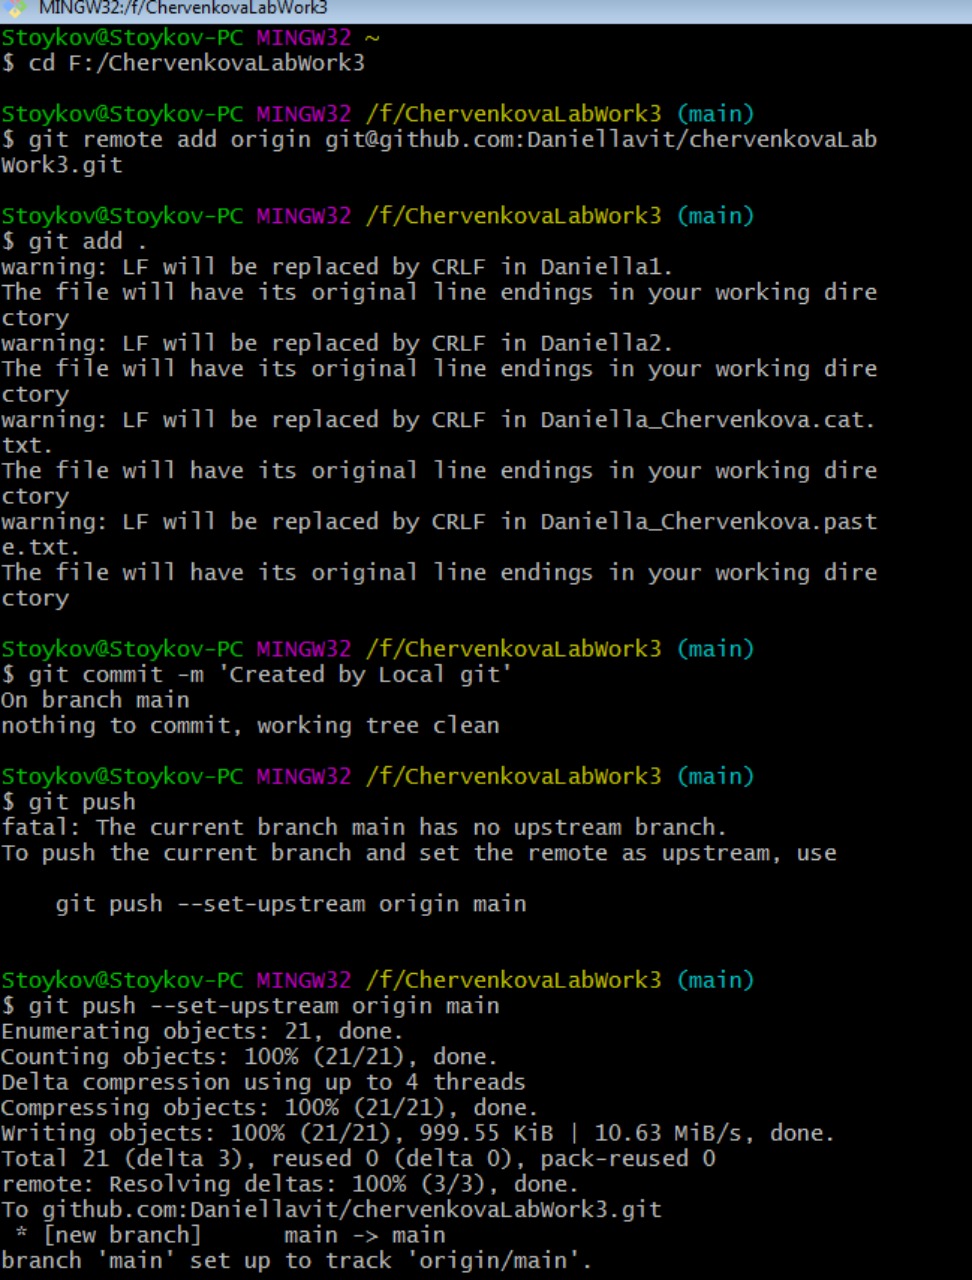 MINGW32:/f/ChervenkovaLabWork3
Stoykov@Stoykov-PC MINGW32 ~
$ cd F:/ChervenkovaLabWork3
Stoykov@Stoykov-PC MINGW32 /f/ChervenkovaLabWork3 (main)
$ git remote add origin git@github.com:Daniellavit/chervenkovaLab
Work3.git
Stoykov@Stoykov-PC MINGW32 /f/ChervenkovaLabWork3 (main)
$ git add .
warning: LF will be replaced by CRLF in Daniella1.
The file will have its original line endings in your working dire
ctory
warning: LF will be replaced by CRLF in Daniella2.
The file will have its original line endings in your working dire
ctory
warning: LF will be replaced by CRLF in Daniella_Chervenkova.cat.
txt.
The file will have its original line endings in your working dire
ctory
warning: LF will be replaced by CRLF in Daniella_Chervenkova.past
e.txt.
The file will have its original line endings in your working dire
ctory
Stoykov@Stoykov-PC MINGW32 /f/ChervenkovaLabWork3 (main)
$ git commit -m 'Created by Local git'
On branch main
nothing to commit, working tree clean
Stoykov@Stoykov-PC MINGW32 /f/ChervenkovaLabWork3 (main)
$ git push
fatal: The current branch main has no upstream branch.
To push the current branch and set the remote as upstream, use
git push --set-upstream origin main
Stoykov@Stoykov-PC MINGW32 /f/ChervenkovaLabWork3 (main)
$ git push --set-upstream origin main
Enumerating objects: 21, done.
Counting objects: 100% (21/21), done.
Delta compression using up to 4 threads
Compressing objects: 100% (21/21), done.
Writing objects: 100% (21/21), 999.55 KiB | 10.63 MiB/s, done.
Total 21 (delta 3), reused 0 (delta 0), pack-reused 0
remote: Resolving deltas: 100% (3/3), done.
To github.com:Daniellavit/chervenkovaLabWork3.git
* [new branch]      main -> main
branch 'main' set up to track 'origin/main'.